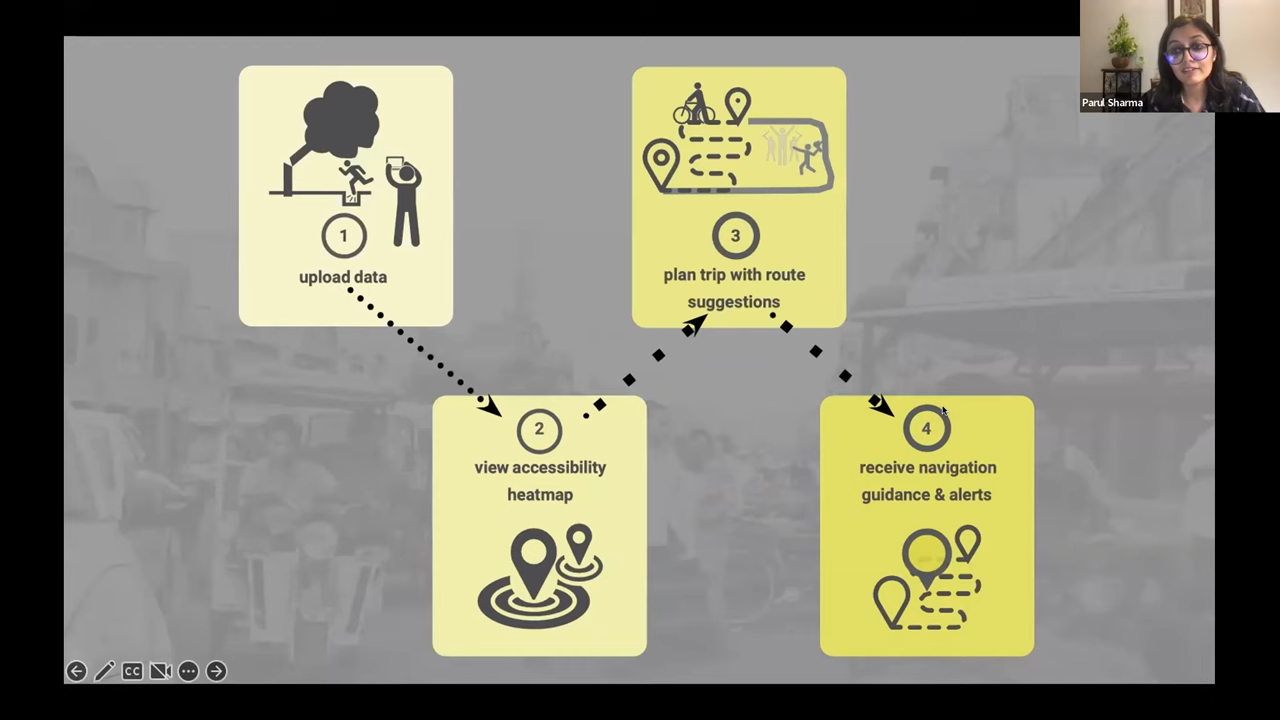 Parul Sharma
1
upload data
2
view accessibility
heatmap
3
plan trip with route
suggestions
4
receive navigation
guidance & alerts
CC